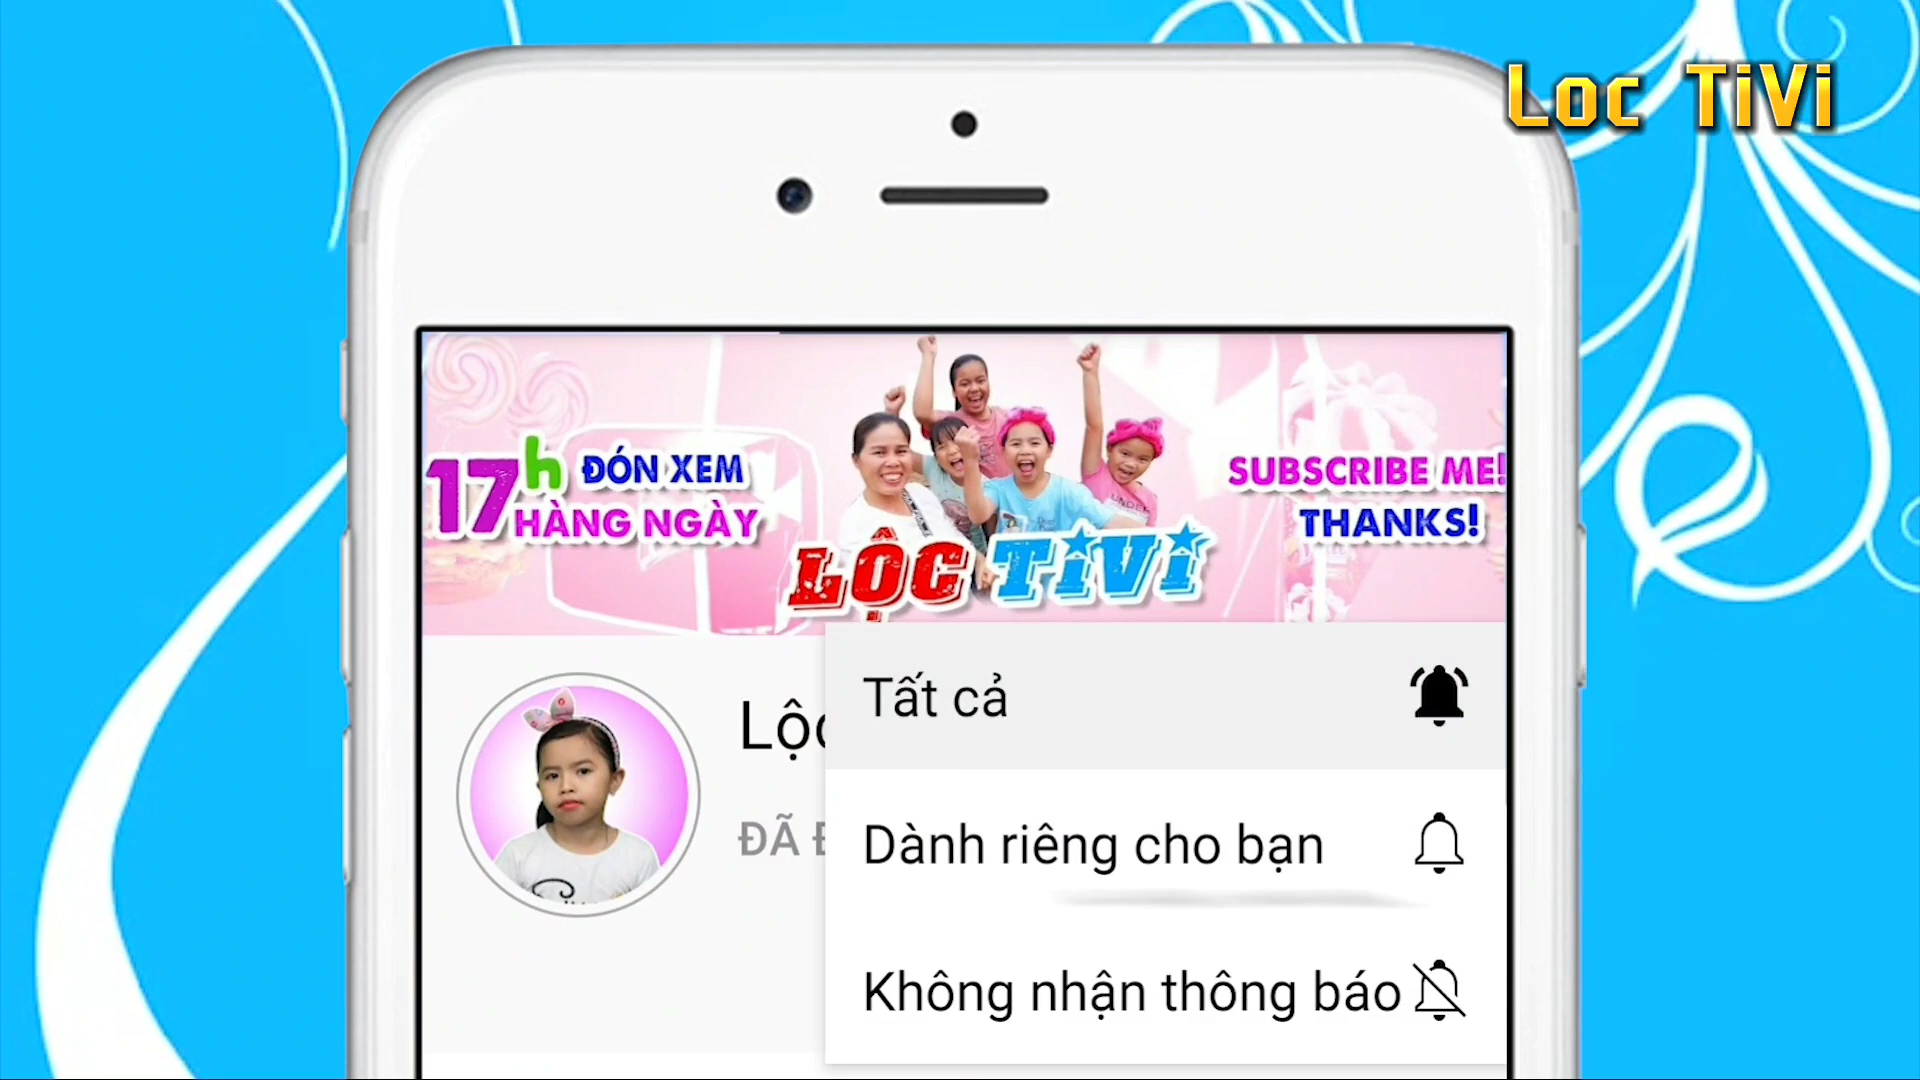 Loc TiVi
17h ĐÓN XEM
HÀNG NGÀY
SUBSCRIBE ME!
THANKS!
LỘC TiVi
Tất cả
Dành riêng cho bạn
Không nhận thông báo
Lộc
ĐÃ